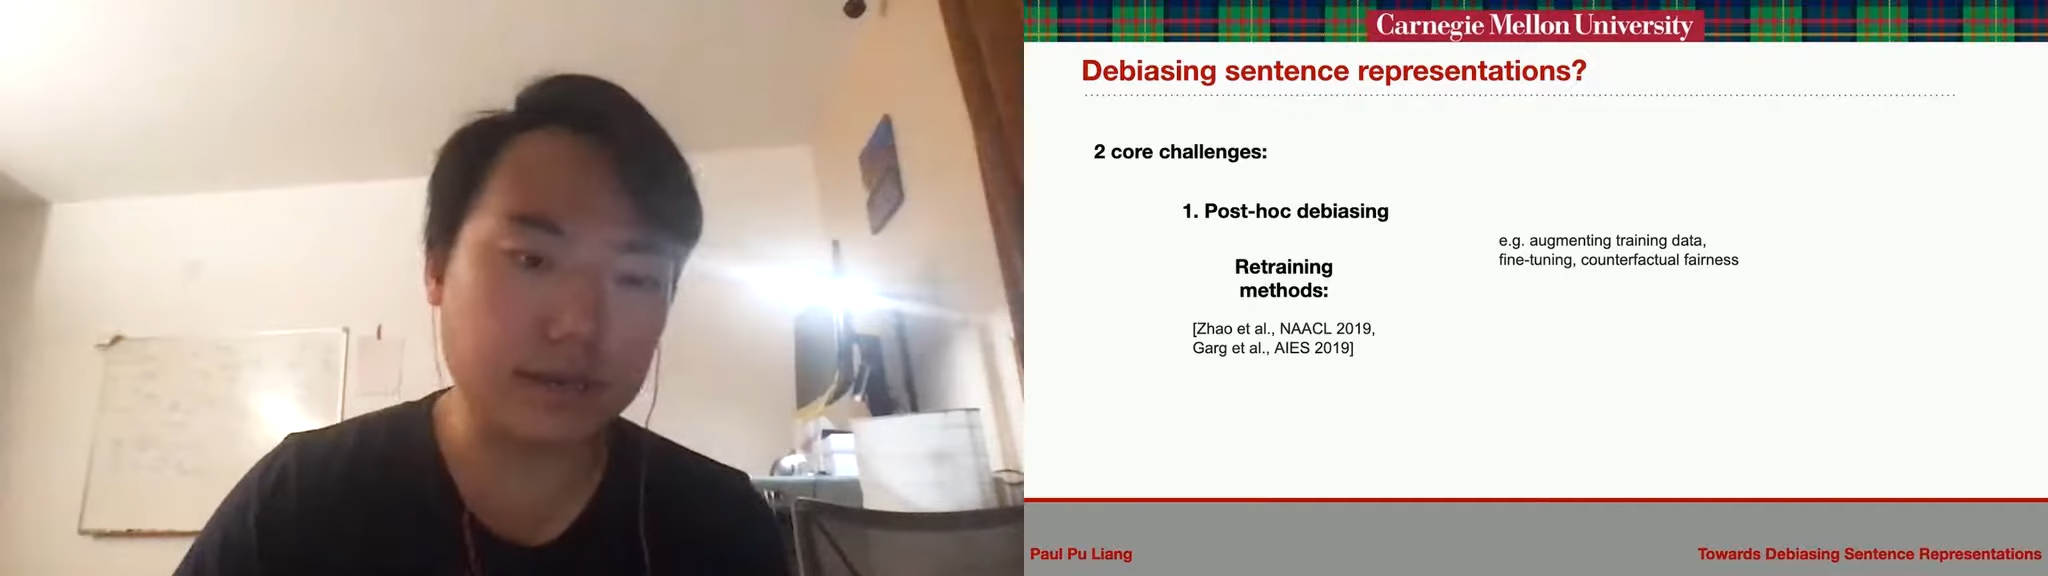 Carnegie Mellon University
Debiasing sentence representations?
2 core challenges:
1. Post-hoc debiasing
e.g. augmenting training data,
fine-tuning, counterfactual fairness
Retraining
methods:
[Zhao et al., NAACL 2019,
Garg et al., AIES 2019]
Paul Pu Liang
Towards Debiasing Sentence Representations